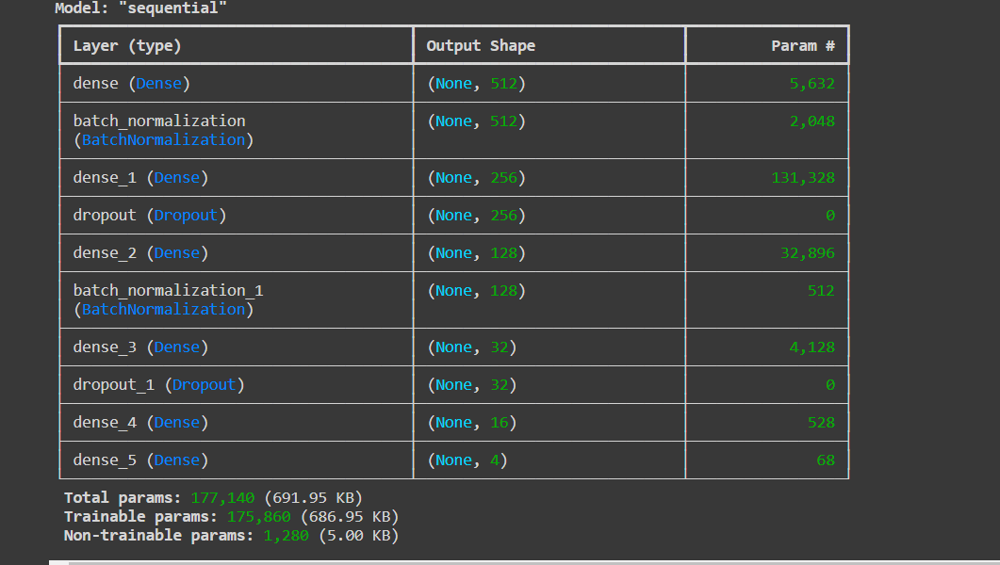 Model: "sequential"
Layer (type) Output Shape Param #
dense (Dense) (None, 512) 5,632
batch_normalization (None, 512) 2,048
(BatchNormalization)
dense_1 (Dense) (None, 256) 131,328
dropout (Dropout) (None, 256) 0
dense_2 (Dense) (None, 128) 32,896
batch_normalization_1 (None, 128) 512
(BatchNormalization)
dense_3 (Dense) (None, 32) 4,128
dropout_1 (Dropout) (None, 32) 0
dense_4 (Dense) (None, 16) 528
dense_5 (Dense) (None, 4) 68
Total params: 177,140 (691.95 KB)
Trainable params: 175,860 (686.95 KB)
Non-trainable params: 1,280 (5.00 KB)